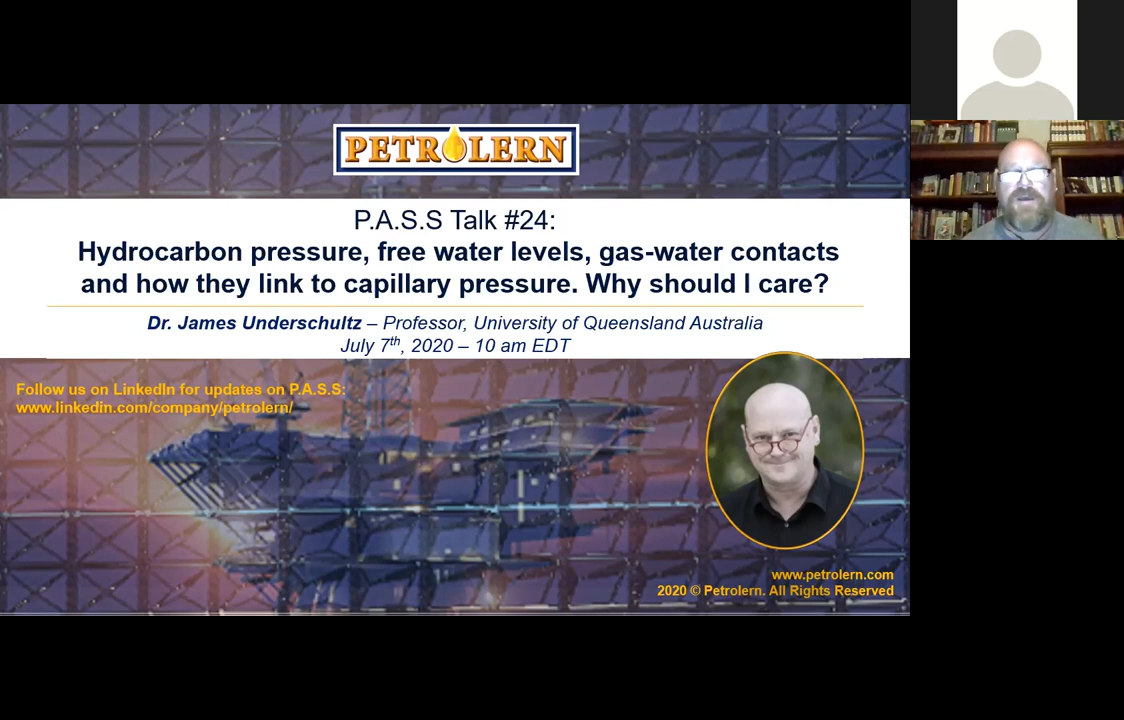 PETROLERN
P.A.S.S Talk #24:
Hydrocarbon pressure, free water levels, gas-water contacts
and how they link to capillary pressure. Why should I care?
Dr. James Underschultz – Professor, University of Queensland Australia
July 7th, 2020 – 10 am EDT
Follow us on LinkedIn for updates on P.A.S.S:
www.linkedin.com/company/petrolern/
www.petrolern.com
2020 © Petrolern. All Rights Reserved